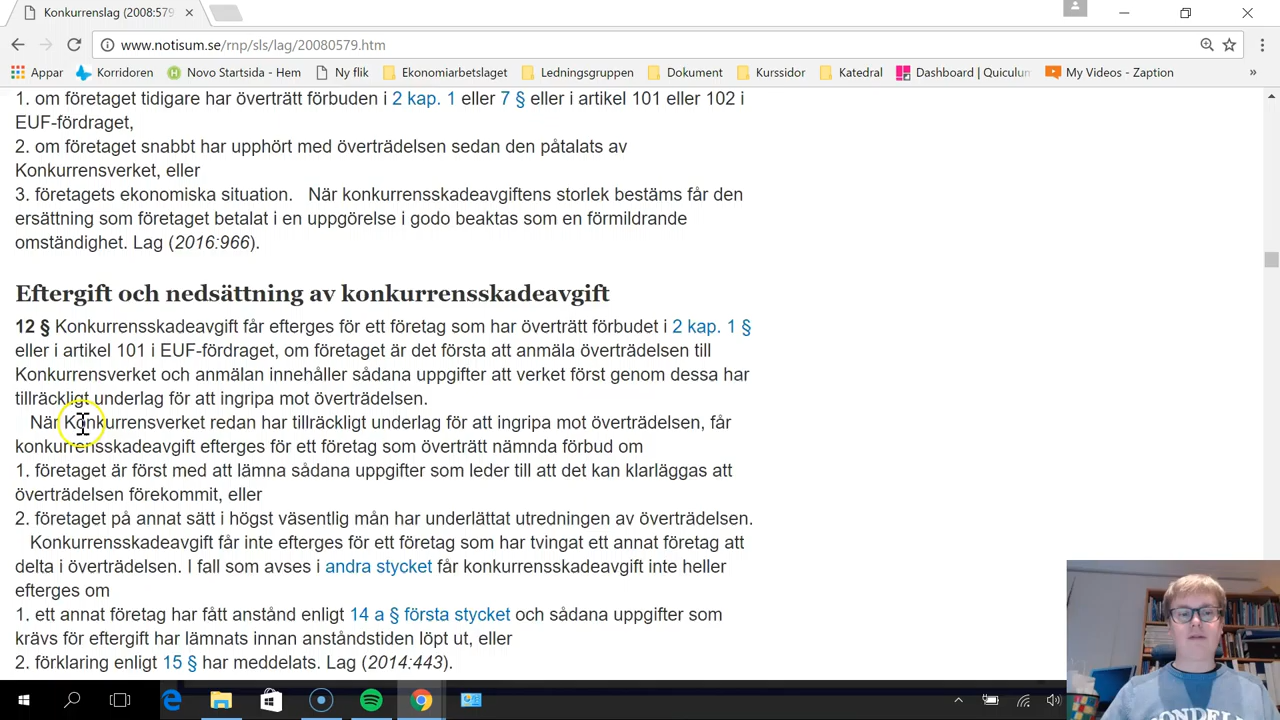 Konkurrenslag (2008:579
www.notisum.se/rnp/sls/lag/20080579.htm
Appar Korridoren Novo Startsida - Hem Ny flik Ekonomiarbetslaget Ledningsgruppen Dokument Kurssidor Katedral Dashboard | Quiculum My Videos - Zaption »
1. om företaget tidigare har överträtt förbuden i 2 kap. 1 eller 7 § eller i artikel 101 eller 102 i
EUF-fördraget,
2. om företaget snabbt har upphört med överträdelsen sedan den påtalats av
Konkurrensverket, eller
3. företagets ekonomiska situation. När konkurrensskadeavgiftens storlek bestäms får den
ersättning som företaget betalat i en uppgörelse i godo beaktas som en förmildrande
omständighet. Lag (2016:966).
Eftergift och nedsättning av konkurrensskadeavgift
12 § Konkurrensskadeavgift får efterges för ett företag som har överträtt förbudet i 2 kap. 1 §
eller i artikel 101 i EUF-fördraget, om företaget är det första att anmäla överträdelsen till
Konkurrensverket och anmälan innehåller sådana uppgifter att verket först genom dessa har
tillräckligt underlag för att ingripa mot överträdelsen.
När Konkurrensverket redan har tillräckligt underlag för att ingripa mot överträdelsen, får
konkurrensskadeavgift efterges för ett företag som överträtt nämnda förbud om
1. företaget är först med att lämna sådana uppgifter som leder till att det kan klarläggas att
överträdelsen förekommit, eller
2. företaget på annat sätt i högst väsentlig mån har underlättat utredningen av överträdelsen.
Konkurrensskadeavgift får inte efterges för ett företag som har tvingat ett annat företag att
delta i överträdelsen. I fall som avses i andra stycket får konkurrensskadeavgift inte heller
efterges om
1. ett annat företag har fått anstånd enligt 14 a § första stycket och sådana uppgifter som
krävs för eftergift har lämnats innan anståndstiden löpt ut, eller
2. förklaring enligt 15 § har meddelats. Lag (2014:443).